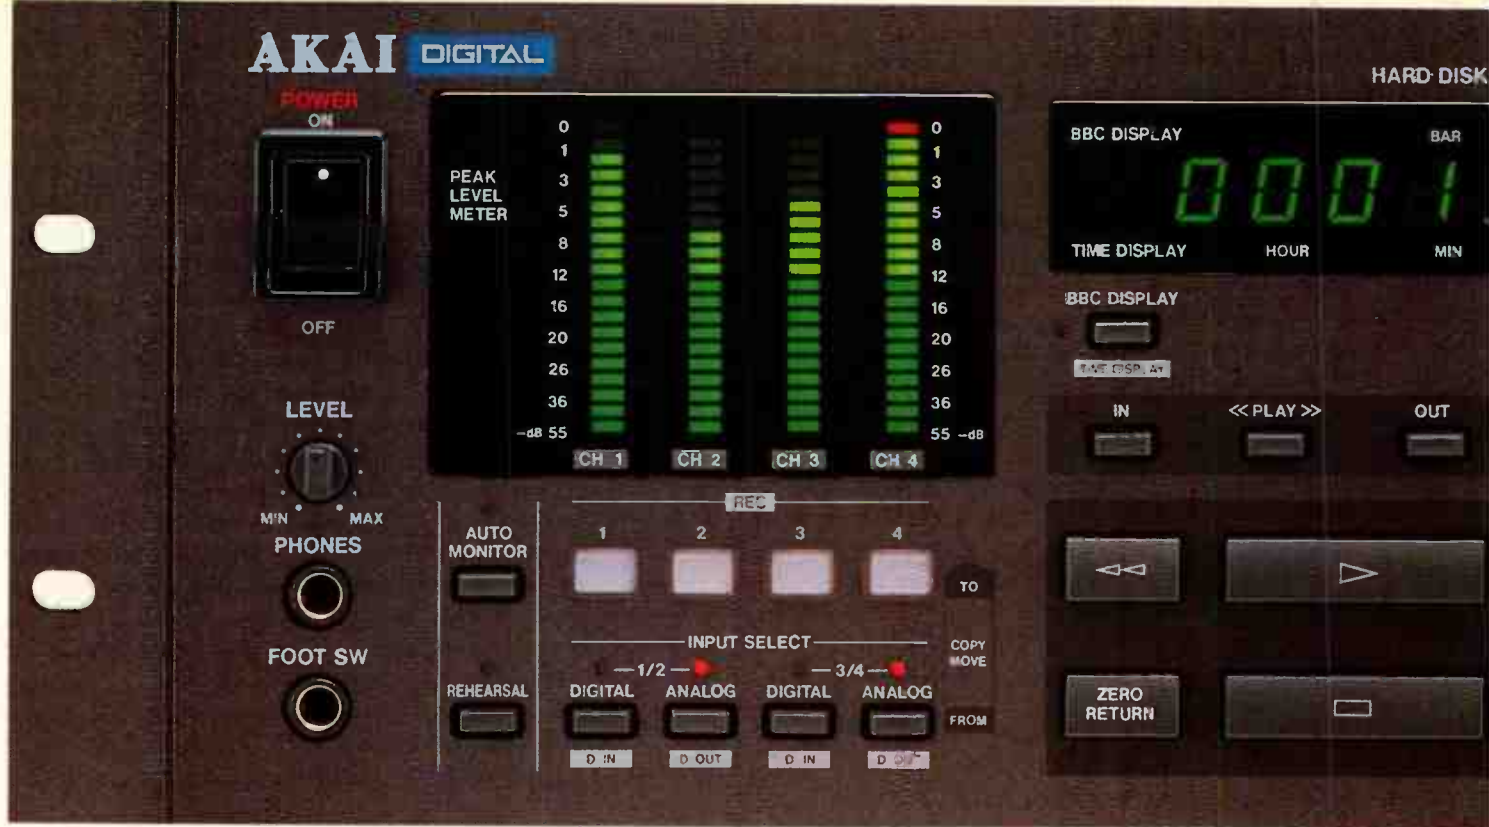 AKAI DIGITAL
HARD DISK
POWER
ON
OFF
PEAK
LEVEL
METER
0 0
1 1
3 3
5 5
8 8
12 12
16 16
20 20
26 26
36 36
-dB 55 55 -dB
CH 1 CH 2 CH 3 CH 4
BBC DISPLAY BAR
0001
TIME DISPLAY HOUR MIN
BBC DISPLAY
TIME DISPLAY
IN <<PLAY>> OUT
LEVEL
MIN MAX
PHONES
FOOT SW
AUTO
MONITOR
REHEARSAL
REC
1 2 3 4
TO
INPUT SELECT
COPY
MOVE
1/2 3/4
DIGITAL ANALOG DIGITAL ANALOG
FROM
D IN D OUT D IN D OUT
ZERO
RETURN